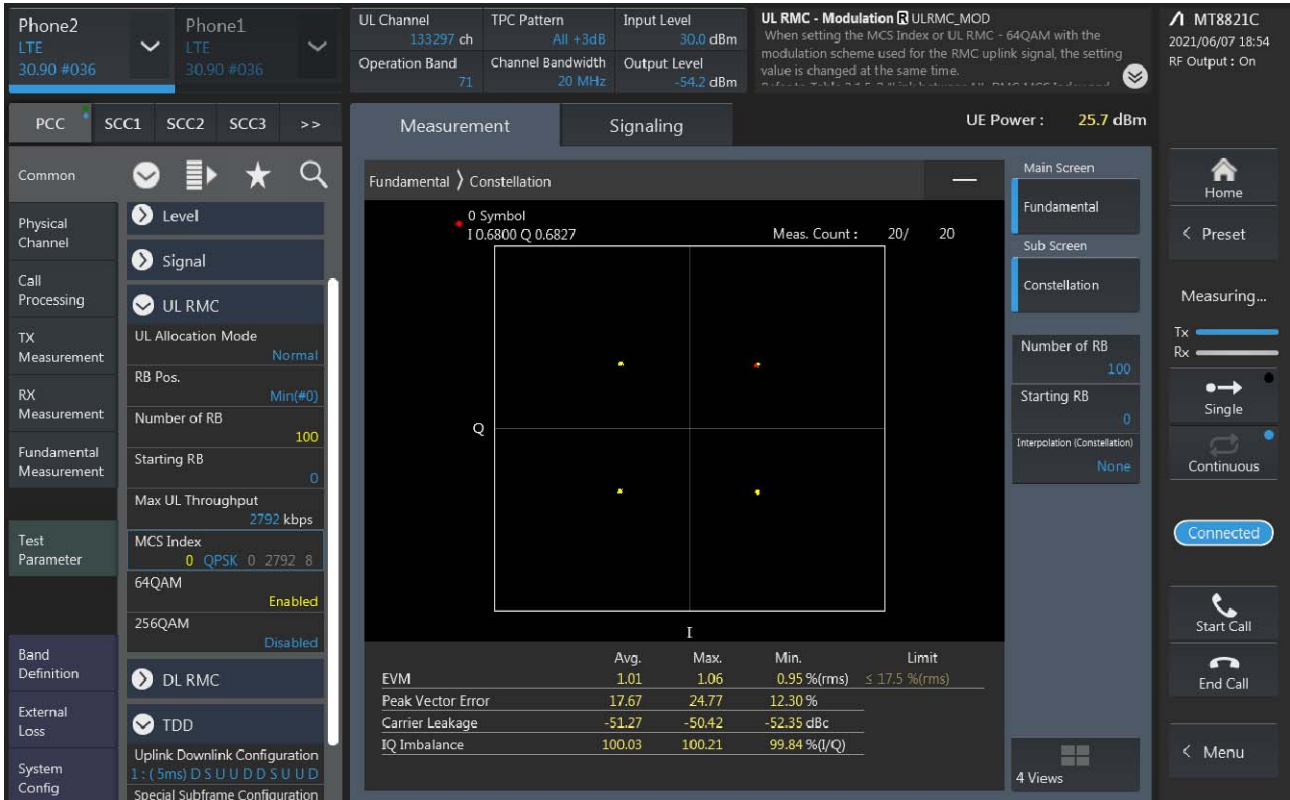 Phone2
LTE
30.90 #036
Phone1
LTE
30.90 #036
UL Channel
133297 ch
TPC Pattern
All +3dB
Input Level
30.0 dBm
Operation Band
71
Channel Bandwidth
20 MHz
Output Level
-54.2 dBm
UL RMC - Modulation R ULRMC_MOD
When setting the MCS Index or UL RMC - 64QAM with the
modulation scheme used for the RMC uplink signal, the setting
value is changed at the same time.
MT8821C
2021/06/07 18:54
RF Output : On
PCC SCC1 SCC2 SCC3 >>
Measurement Signaling
UE Power : 25.7 dBm
Common
Physical
Channel
Call
Processing
TX
Measurement
RX
Measurement
Fundamental
Measurement
Test
Parameter
Band
Definition
External
Loss
System
Config
Level
Signal
UL RMC
UL Allocation Mode
Normal
RB Pos.
Min(#0)
Number of RB
100
Starting RB
0
Max UL Throughput
2792 kbps
MCS Index
0 QPSK 0 2792 8
64QAM
Enabled
256QAM
Disabled
DL RMC
TDD
Uplink Downlink Configuration
1 : ( 5ms) D S U U D D S U U D
Special Subframe Configuration
Fundamental 〉 Constellation
0 Symbol
I 0.6800 Q 0.6827
Meas. Count : 20/ 20
Q
I
Avg. Max. Min. Limit
EVM 1.01 1.06 0.95 %(rms) ≤ 17.5 %(rms)
Peak Vector Error 17.67 24.77 12.30 %
Carrier Leakage -51.27 -50.42 -52.35 dBc
IQ Imbalance 100.03 100.21 99.84 %(I/Q)
Main Screen
Fundamental
Sub Screen
Constellation
Number of RB
100
Starting RB
0
Interpolation (Constellation)
None
4 Views
Home
< Preset
Measuring...
Tx
Rx
Single
Continuous
Connected
Start Call
End Call
< Menu